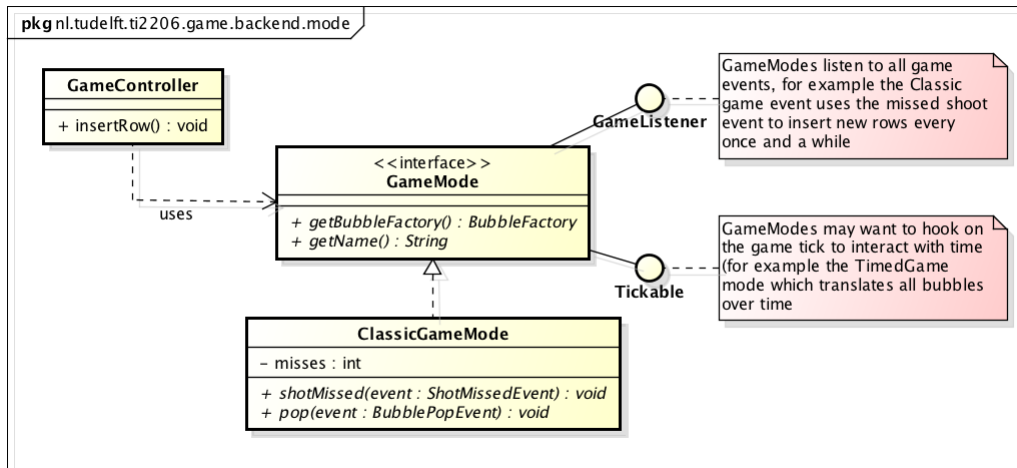 pkg nl.tudelft.ti2206.game.backend.mode
GameController
+ insertRow() : void
uses
<<interface>>
GameMode
+ getBubbleFactory() : BubbleFactory
+ getName() : String
GameListener
GameModes listen to all game
events, for example the Classic
game event uses the missed shoot
event to insert new rows every
once and a while
Tickable
GameModes may want to hook on
the game tick to interact with time
(for example the TimedGame
mode which translates all bubbles
over time
ClassicGameMode
- misses : int
+ shotMissed(event : ShotMissedEvent) : void
+ pop(event : BubblePopEvent) : void